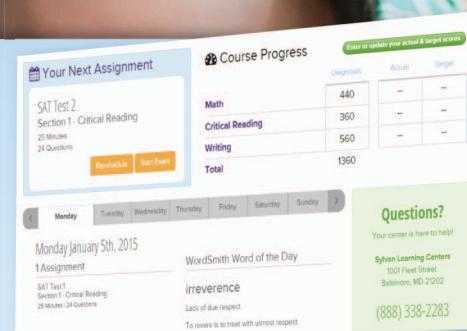 Your Next Assignment
SAT Test 2
Section 1 - Critical Reading
25 Minutes
24 Questions
Reschedule
Start Exam
Course Progress
Enter or update your actual & target scores
Diagnostic Actual Target
Math 440 -- --
Critical Reading 360 -- --
Writing 560 -- --
Total 1360
Monday Tuesday Wednesday Thursday Friday Saturday Sunday
Monday January 5th, 2015
1 Assignment
SAT Test 1
Section 1 - Critical Reading
25 Minutes | 24 Questions
WordSmith Word of the Day
irreverence
Lack of due respect
To revere is to treat with utmost respect.
Questions?
Your center is here to help!
Sylvan Learning Centers
1001 Fleet Street
Baltimore, MD 21202
(888) 338-2283